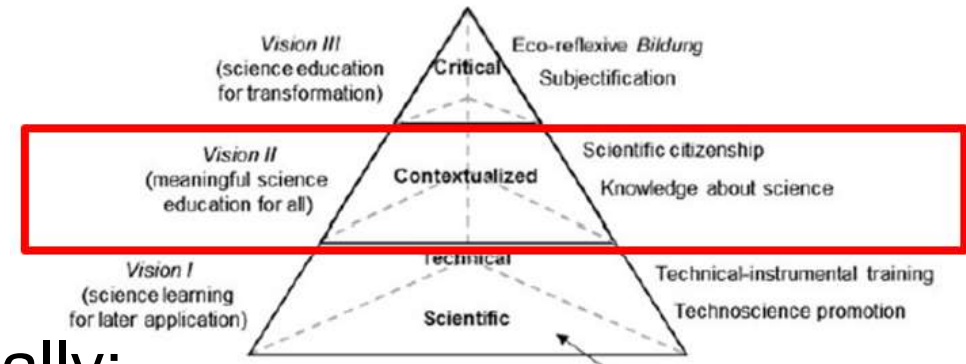 Vision III
(science education
for transformation)
Critical
Eco-reflexive Bildung
Subjectification
Vision II
(meaningful science
education for all)
Contextualized
Scientific citizenship
Knowledge about science
Vision I
(science learning
for later application)
Technical
Scientific
Technical-instrumental training
Technoscience promotion